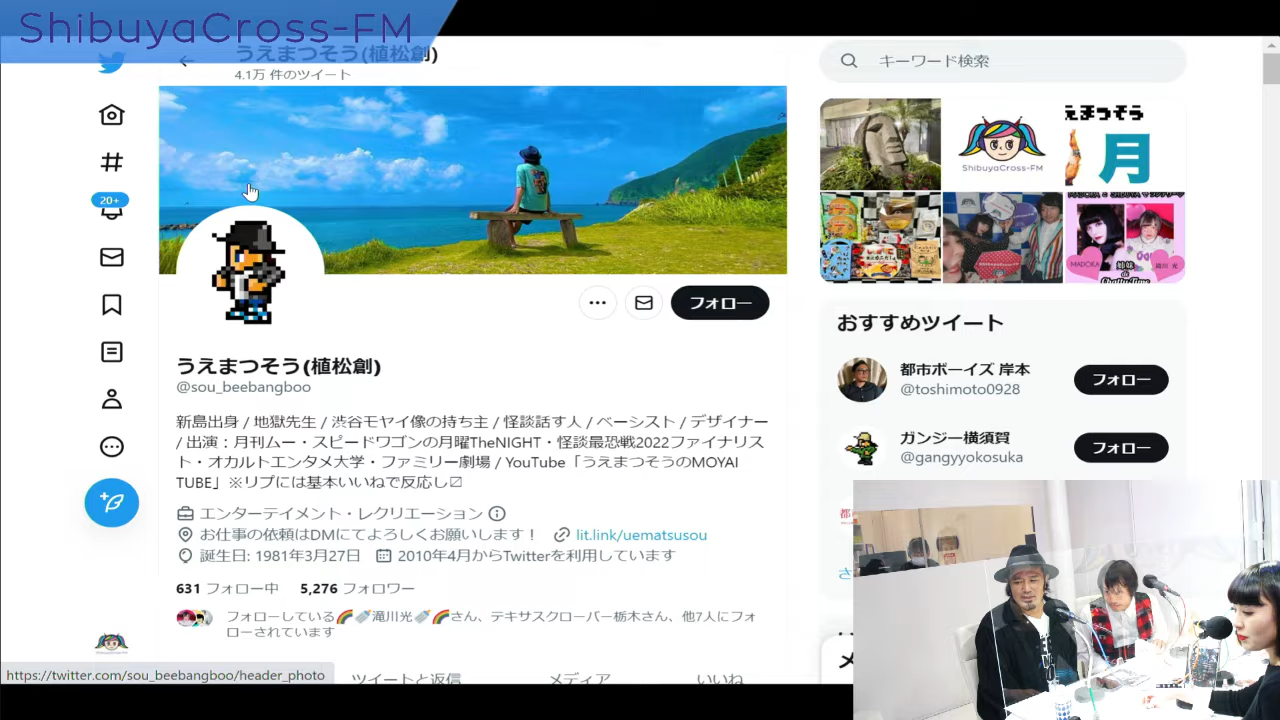 ShibuyaCross-FM
うえまつそう(植松創)
4.1万 件のツイート
キーワード検索
ShibuyaCross-FM
えまつそう
月
20+
MADOKA
フォロー
うえまつそう(植松創)
@sou_beebangboo
新島出身 / 地獄先生 / 渋谷モヤイ像の持ち主 / 怪談話す人 / ベーシスト / デザイナー
/ 出演：月刊ムー・スピードワゴンの月曜TheNIGHT・怪談最恐戦2022ファイナリス
ト・オカルトエンタメ大学・ファミリー劇場 / YouTube「うえまつそうのMOYAI
TUBE」※リプには基本いいねで反応し〼
エンターテイメント・レクリエーション
お仕事の依頼はDMにてよろしくお願いします！ lit.link/uematsusou
誕生日: 1981年3月27日 2010年4月からTwitterを利用しています
631 フォロー中 5,276 フォロワー
フォローしている🌈🍼滝川光🍼🌈さん、テキサスクローバー栃木さん、他7人にフォ
ローされています
ツイートと返信 メディア いいね
https://twitter.com/sou_beebangboo/header_photo
おすすめツイート
都市ボーイズ 岸本
@toshimoto0928
フォロー
ガンジー横須賀
@gangyyokosuka
フォロー
都
さ
メ